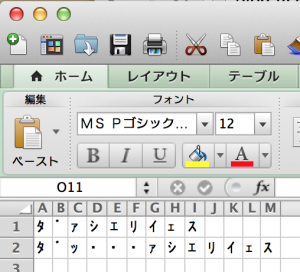 ホーム レイアウト テーブル
編集 フォント
ＭＳ Ｐゴシック... 12
ペースト B I U A
O11 fx
A B C D E F G H I J K L M
1 ﾀ ﾞ ｧ ｼ ｴ ﾘ ｲ ｪ ｽ
2 ﾀ ﾞ ｯ ･ ･ ･ ｧ ｼ ｴ ﾘ ｲ ｪ ｽ